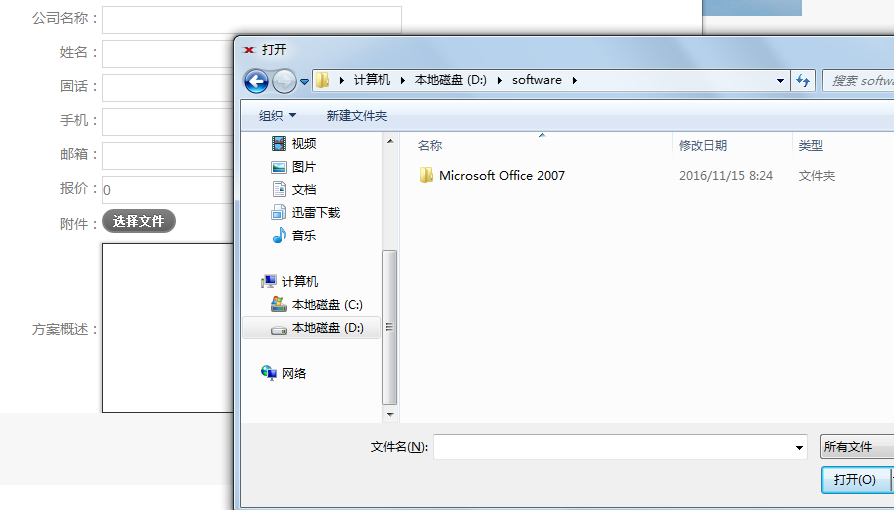 公司名称：
姓名：
固话：
手机：
邮箱：
报价：0
附件：选择文件
方案概述：
打开
计算机 本地磁盘 (D:) software
搜索 softwa
组织 新建文件夹
视频
图片
文档
迅雷下载
音乐
计算机
本地磁盘 (C:)
本地磁盘 (D:)
网络
名称 修改日期 类型
Microsoft Office 2007 2016/11/15 8:24 文件夹
文件名(N):
所有文件
打开(O)